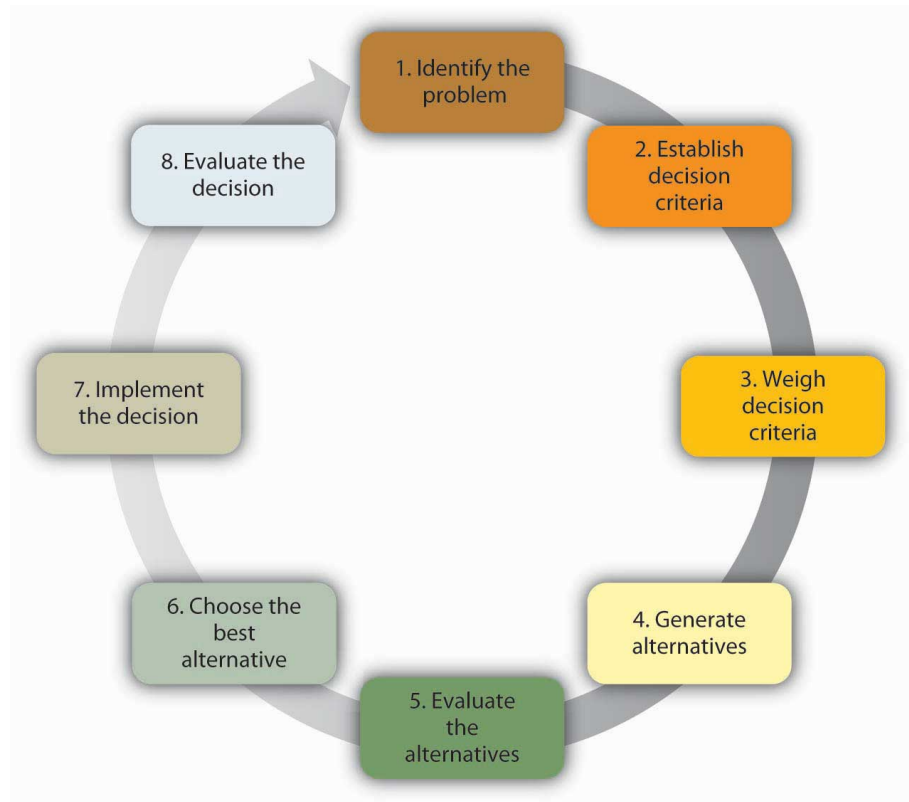 1. Identify the
problem
2. Establish
decision
criteria
3. Weigh
decision
criteria
4. Generate
alternatives
5. Evaluate
the
alternatives
6. Choose the
best
alternative
7. Implement
the decision
8. Evaluate the
decision